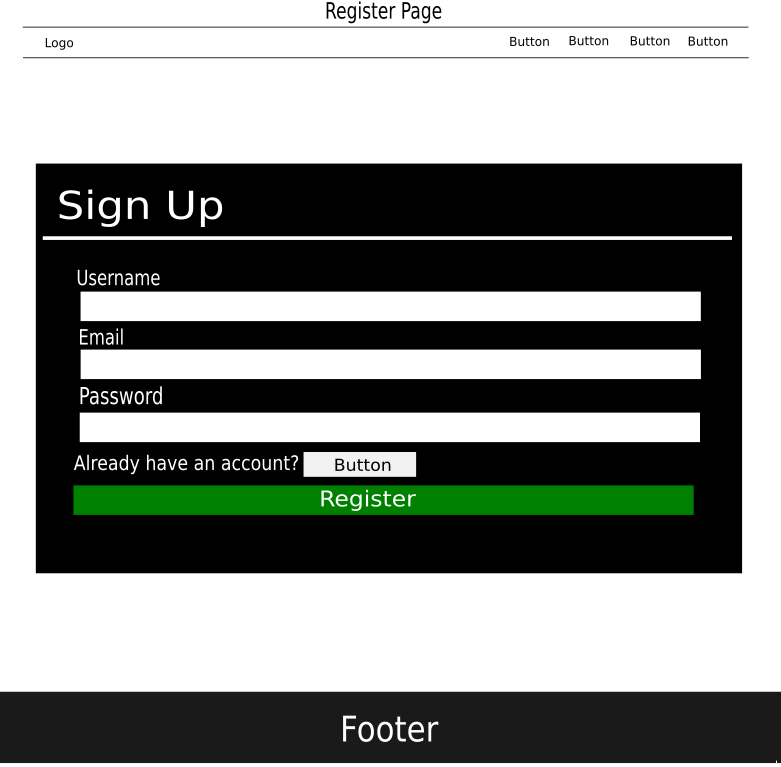 Register Page
Logo Button Button Button Button
Sign Up
Username
Email
Password
Already have an account? Button
Register
Footer